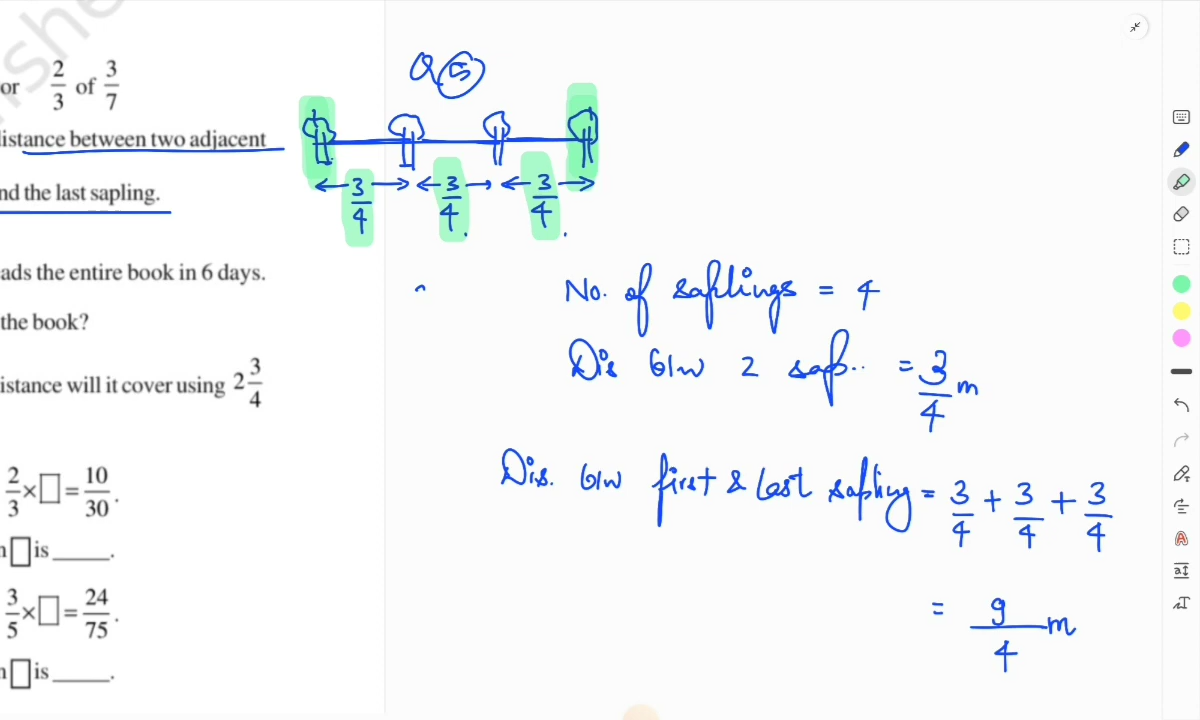 or 2/3 of 3/7
distance between two adjacent
nd the last sapling.
ads the entire book in 6 days.
the book?
istance will it cover using 2 3/4
2/3 × □ = 10/30.
□ is _____.
3/5 × □ = 24/75.
□ is _____.
Q5
3/4 3/4 3/4
No. of saplings = 4
Dis b/w 2 sap.. = 3/4 m
Dis. b/w first & last sapling = 3/4 + 3/4 + 3/4
= 9/4 m